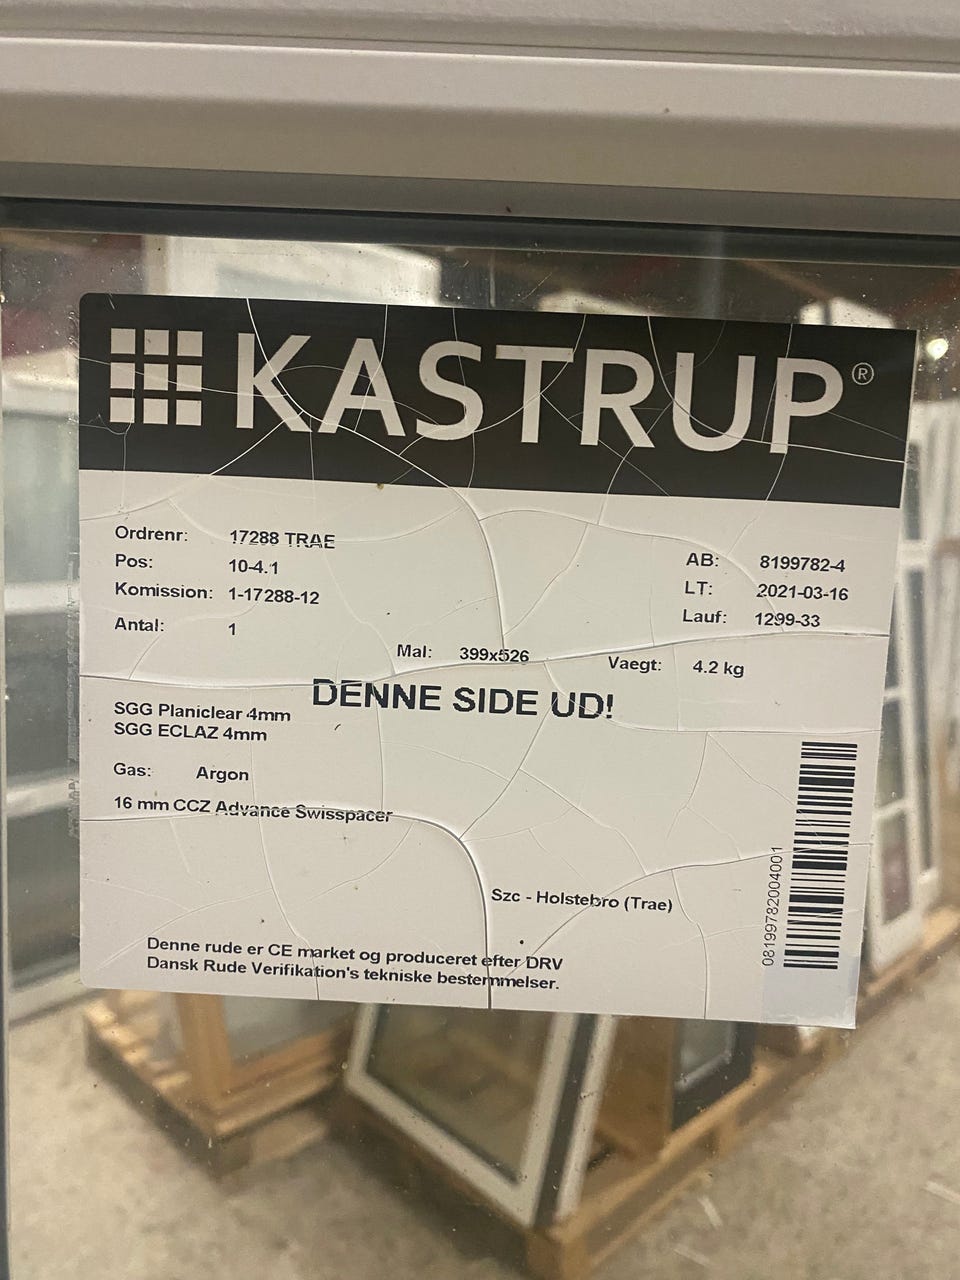 KASTRUP®
Ordrenr: 17288 TRAE
Pos: 10-4.1
Komission: 1-17288-12
Antal: 1
AB: 8199782-4
LT: 2021-03-16
Lauf: 1299-33
Mal: 399x526
Vaegt: 4.2 kg
DENNE SIDE UD!
SGG Planiclear 4mm
SGG ECLAZ 4mm
Gas: Argon
16 mm CCZ Advance Swisspacer
Szc - Holstebro (Trae)
08199782004001
Denne rude er CE market og produceret efter DRV
Dansk Rude Verifikation's tekniske bestemmelser.